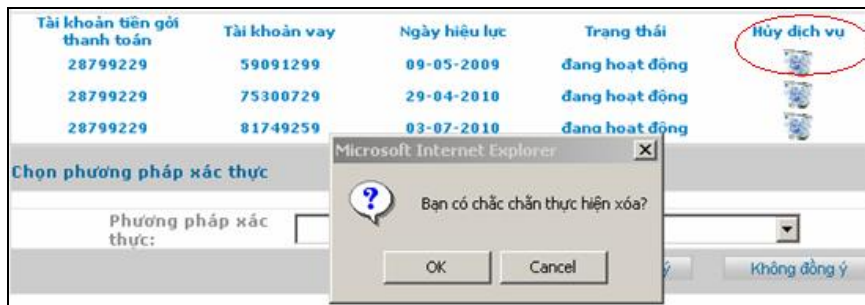 Tài khoản tiền gởi thanh toán Tài khoản vay Ngày hiệu lực Trạng thái Hủy dịch vụ
28799229 59091299 09-05-2009 đang hoạt động
28799229 75300729 29-04-2010 đang hoạt động
28799229 81749259 03-07-2010 đang hoạt động
Microsoft Internet Explorer
Chọn phương pháp xác thực
Bạn có chắc chắn thực hiện xóa?
Phương pháp xác thực:
OK Cancel
ý Không đồng ý